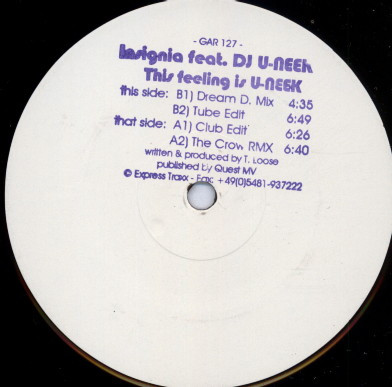 - GAR 127 -
Insignia feat. DJ U-NEEK
This feeling is U-NEEK
this side: B1) Dream D. Mix 4:35
B2) Tube Edit 6:49
that side: A1) Club Edit 6:26
A2) The Crow RMX 6:40
written & produced by T. Loose
published by Quest MV
© Express Traxx - Fax: +49(0)5481-937222